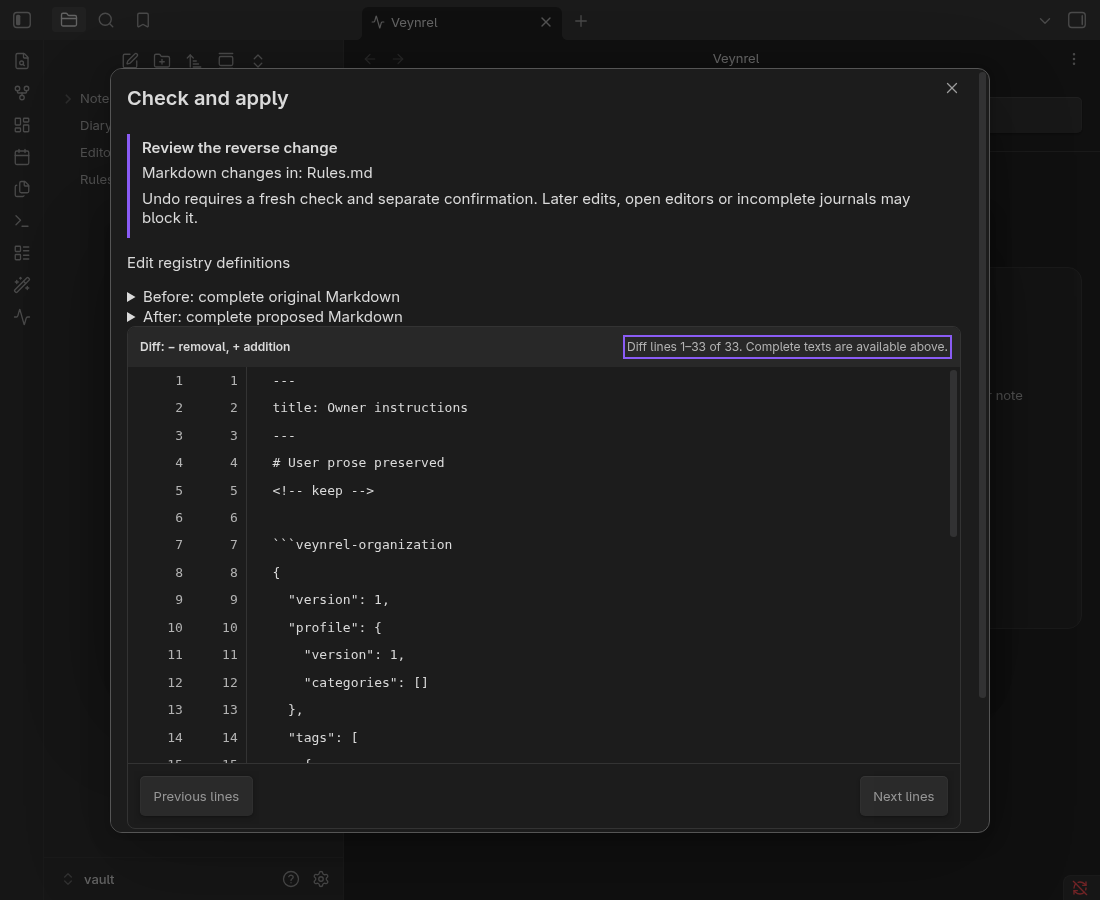 Veynrel
Veynrel
Note
Diary
Edito
Rules
Check and apply
Review the reverse change
Markdown changes in: Rules.md
Undo requires a fresh check and separate confirmation. Later edits, open editors or incomplete journals may
block it.
Edit registry definitions
Before: complete original Markdown
After: complete proposed Markdown
Diff: − removal, + addition
Diff lines 1–33 of 33. Complete texts are available above.
1 1 ---
2 2 title: Owner instructions
3 3 ---
4 4 # User prose preserved
5 5 <!-- keep -->
6 6
7 7 ```veynrel-organization
8 8 {
9 9 "version": 1,
10 10 "profile": {
11 11 "version": 1,
12 12 "categories": []
13 13 },
14 14 "tags": [
15 15 {
note
Previous lines
Next lines
vault